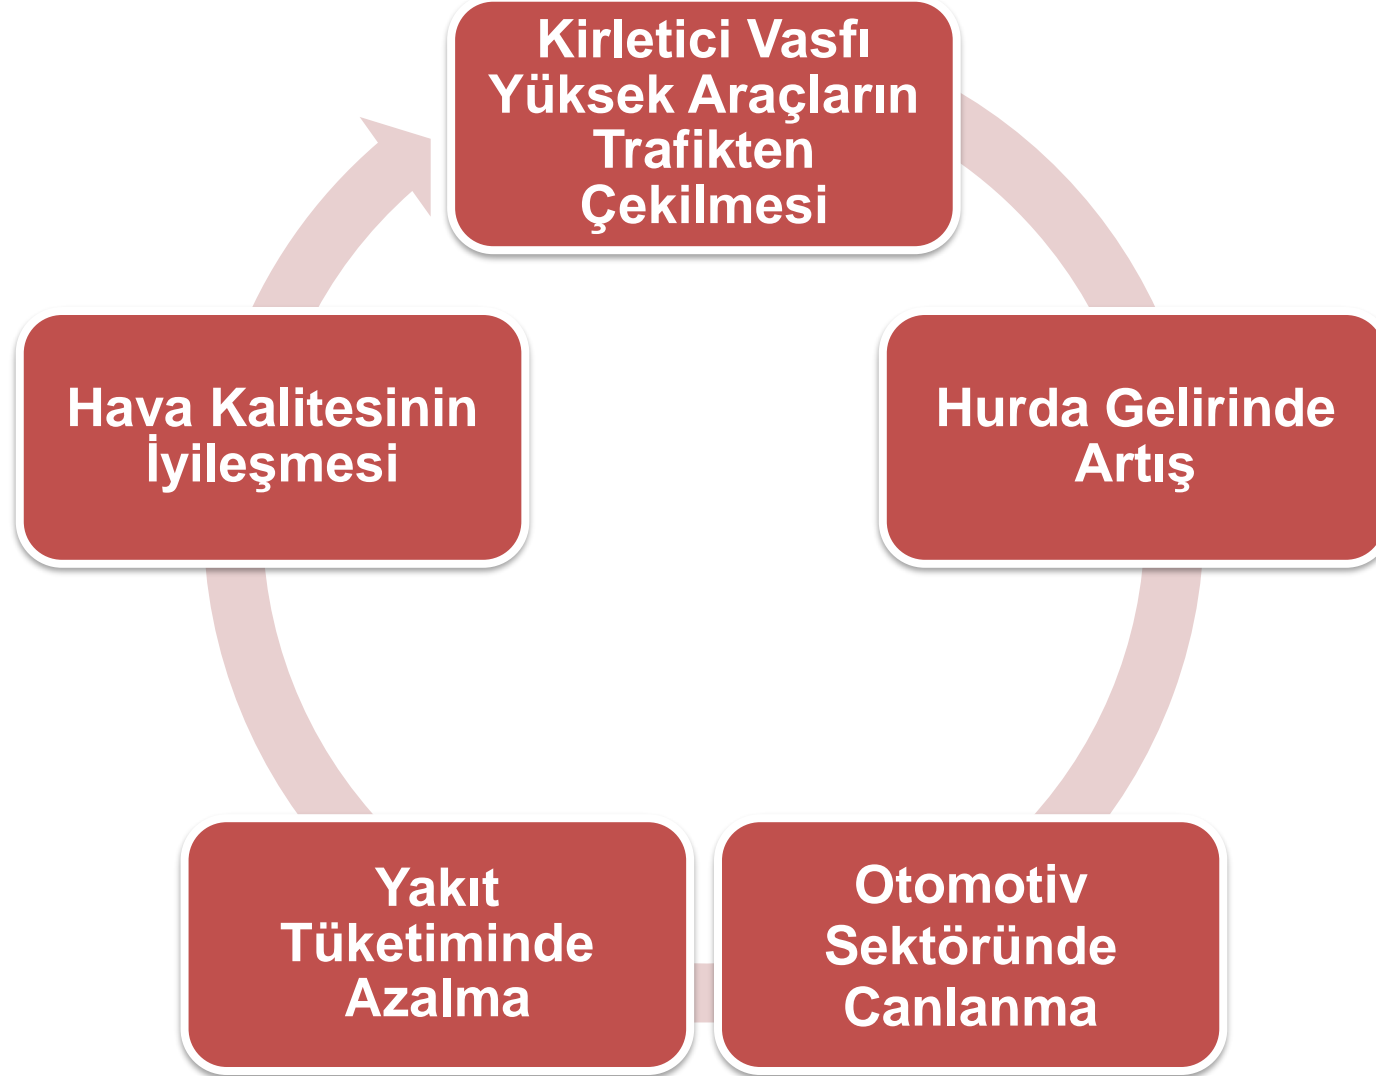 Kirletici Vasfı
Yüksek Araçların
Trafikten
Çekilmesi
Hurda Gelirinde
Artış
Otomotiv
Sektöründe
Canlanma
Yakıt
Tüketiminde
Azalma
Hava Kalitesinin
İyileşmesi